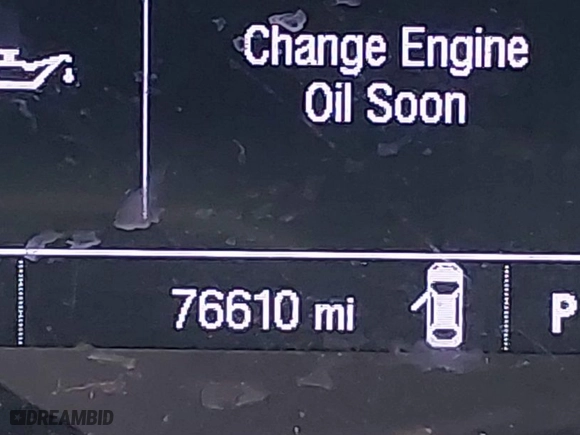 Change Engine
Oil Soon
76610 mi
P
DREAMBID